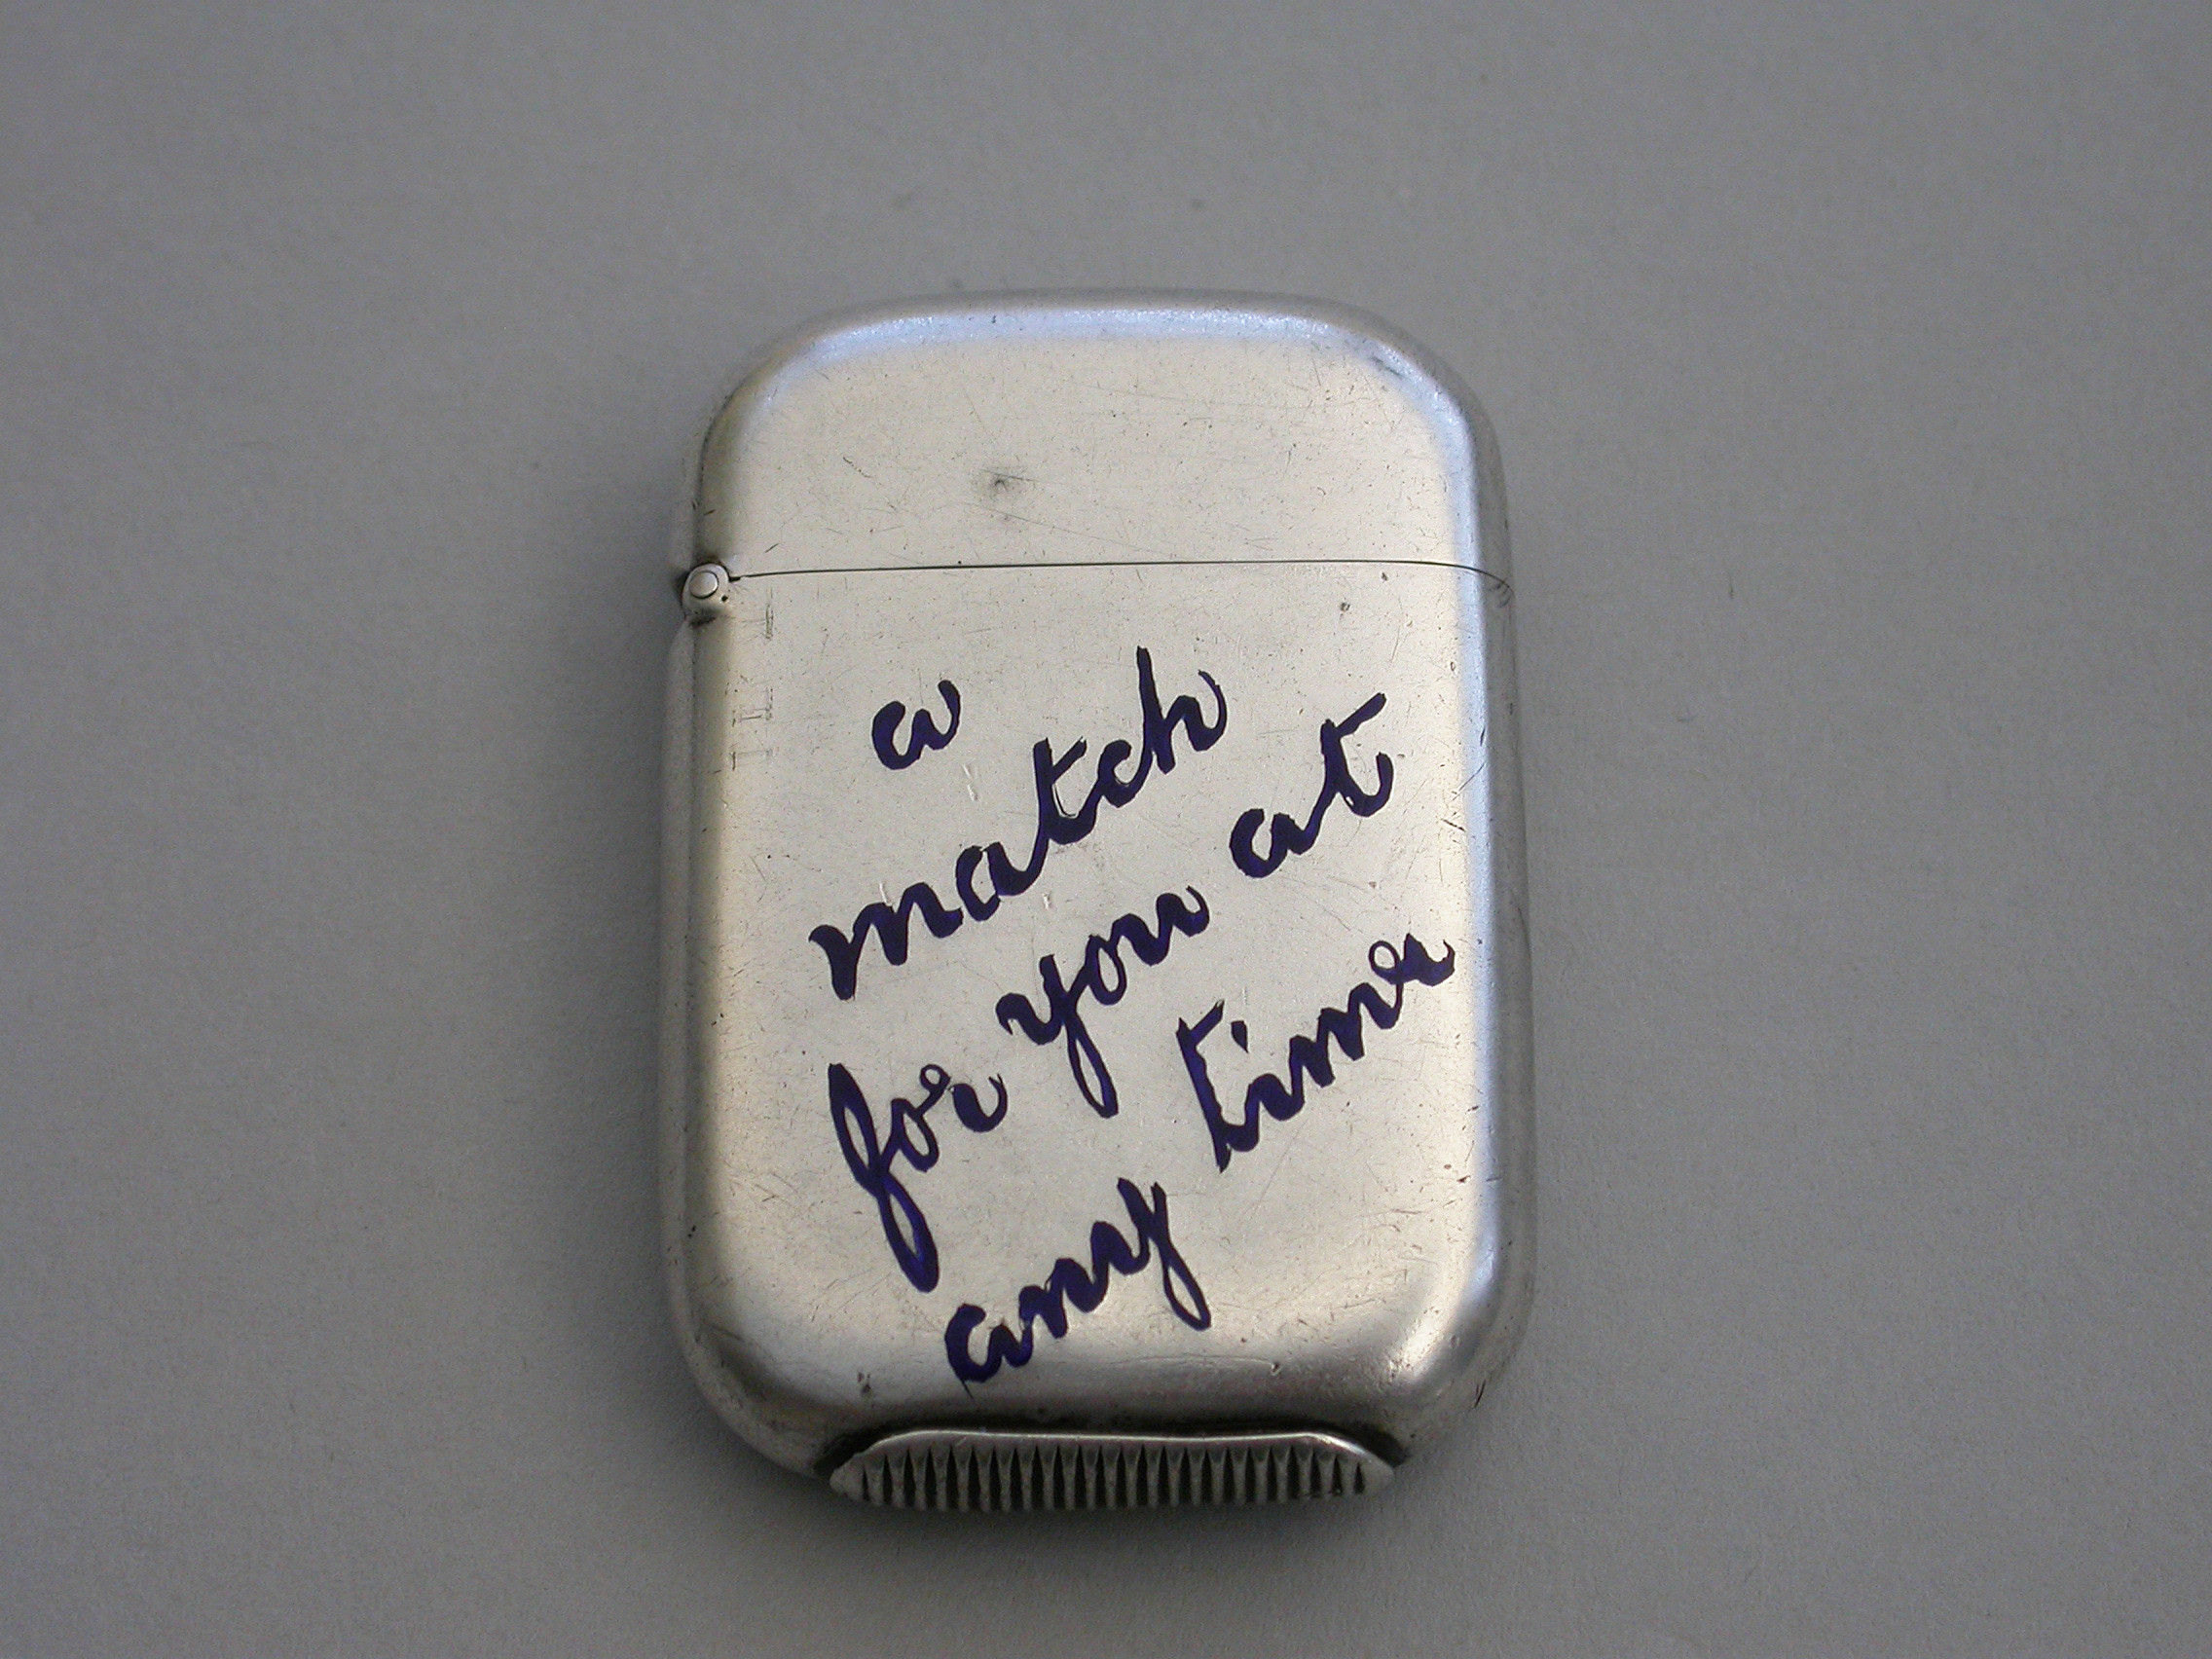 a
match
for you at
any time